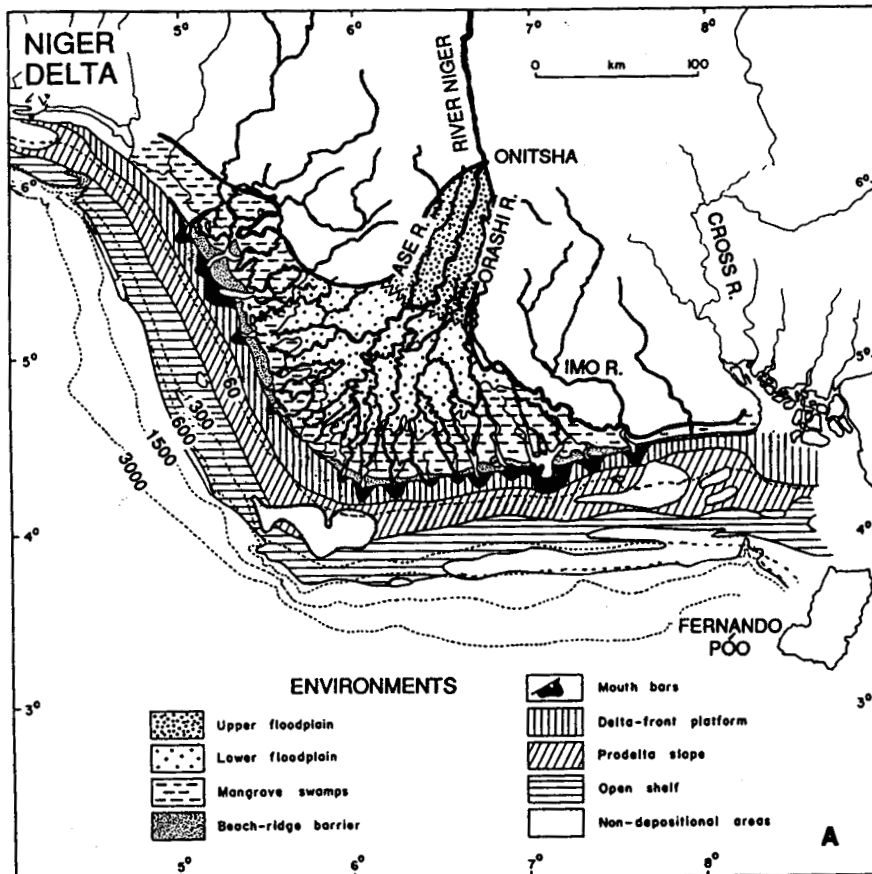 5°
6°
7°
8°
NIGER
DELTA
0 km 100
RIVER NIGER
ONITSHA
6°
6°
ASE R.
ORASHI R.
CROSS R.
5°
5°
IMO R.
60
300
600
1500
3000
4°
4°
FERNANDO
PÓO
3°
3°
ENVIRONMENTS
Upper floodplain
Lower floodplain
Mangrove swamps
Beach-ridge barrier
Mouth bars
Delta-front platform
Prodelta slope
Open shelf
Non-depositional areas
A
5°
6°
7°
8°